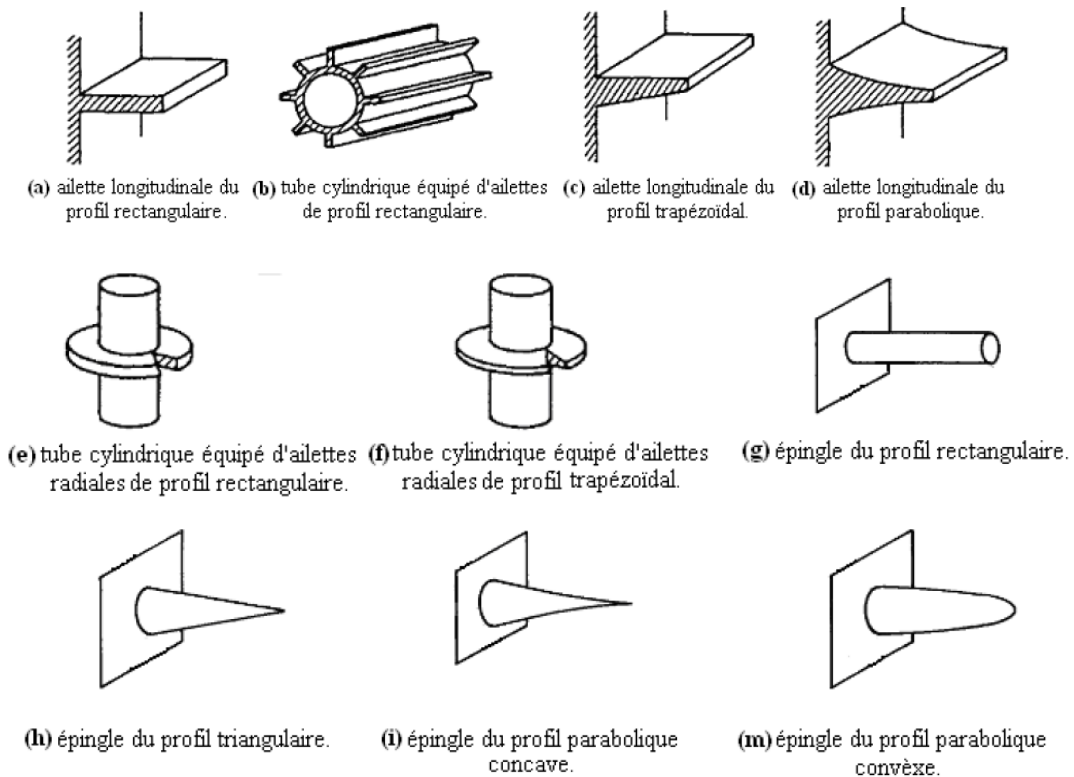 (a) ailette longitudinale du
profil rectangulaire.
(b) tube cylindrique équipé d'ailettes
de profil rectangulaire.
(c) ailette longitudinale du
profil trapézoïdal.
(d) ailette longitudinale du
profil parabolique.
(e) tube cylindrique équipé d'ailettes
radiales de profil rectangulaire.
(f) tube cylindrique équipé d'ailettes
radiales de profil trapézoïdal.
(g) épingle du profil rectangulaire.
(h) épingle du profil triangulaire.
(i) épingle du profil parabolique
concave.
(m) épingle du profil parabolique
convèxe.